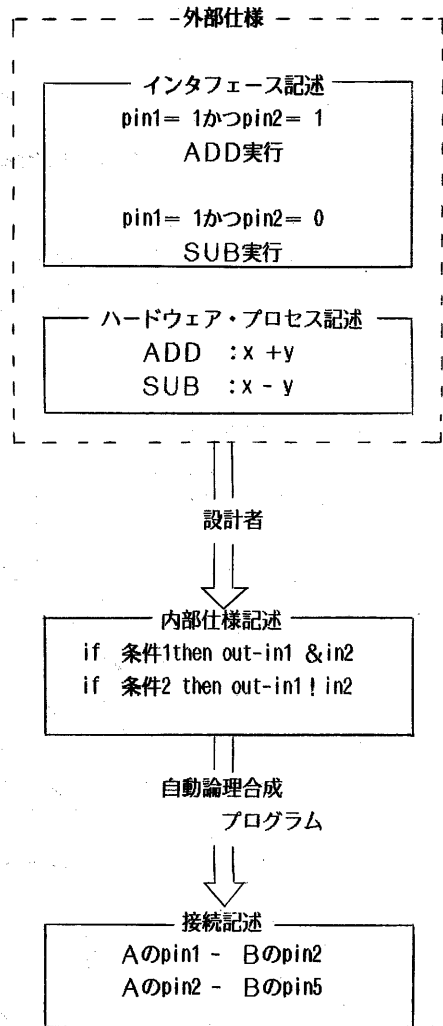 外部仕様
インタフェース記述
pin1= 1かつpin2= 1
ADD実行
pin1= 1かつpin2= 0
SUB実行
ハードウェア・プロセス記述
ADD :x +y
SUB :x - y
設計者
内部仕様記述
if 条件1then out-in1 &in2
if 条件2 then out-in1!in2
自動論理合成
プログラム
接続記述
Aのpin1 - Bのpin2
Aのpin2 - Bのpin5